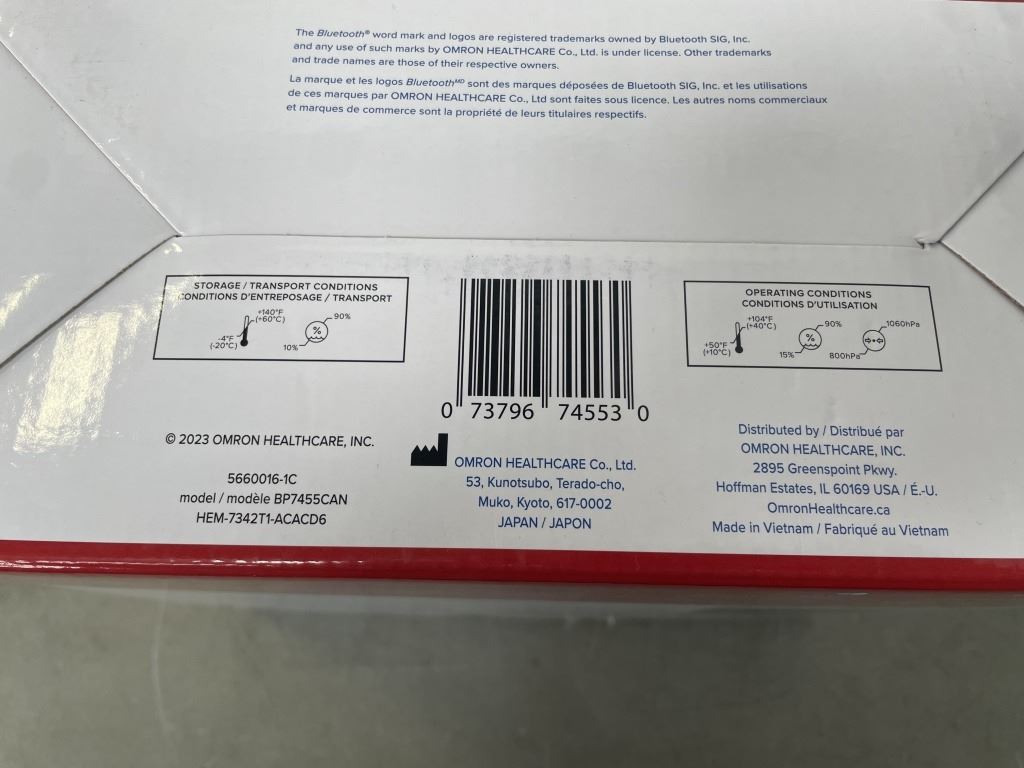 The Bluetooth® word mark and logos are registered trademarks owned by Bluetooth SIG, Inc.
and any use of such marks by OMRON HEALTHCARE Co., Ltd. is under license. Other trademarks
and trade names are those of their respective owners.
La marque et les logos Bluetoothᴹᴰ sont des marques déposées de Bluetooth SIG, Inc. et les utilisations
de ces marques par OMRON HEALTHCARE Co., Ltd sont faites sous licence. Les autres noms commerciaux
et marques de commerce sont la propriété de leurs titulaires respectifs.
STORAGE / TRANSPORT CONDITIONS
CONDITIONS D'ENTREPOSAGE / TRANSPORT
+140°F
(+60°C)
-4°F
(-20°C)
90%
%
10%
0 73796 74553 0
OPERATING CONDITIONS
CONDITIONS D'UTILISATION
+104°F
(+40°C)
+50°F
(+10°C)
90%
%
15%
1060hPa
800hPa
© 2023 OMRON HEALTHCARE, INC.
5660016-1C
model / modèle BP7455CAN
HEM-7342T1-ACACD6
OMRON HEALTHCARE Co., Ltd.
53, Kunotsubo, Terado-cho,
Muko, Kyoto, 617-0002
JAPAN / JAPON
Distributed by / Distribué par
OMRON HEALTHCARE, INC.
2895 Greenspoint Pkwy.
Hoffman Estates, IL 60169 USA / É.-U.
OmronHealthcare.ca
Made in Vietnam / Fabriqué au Vietnam